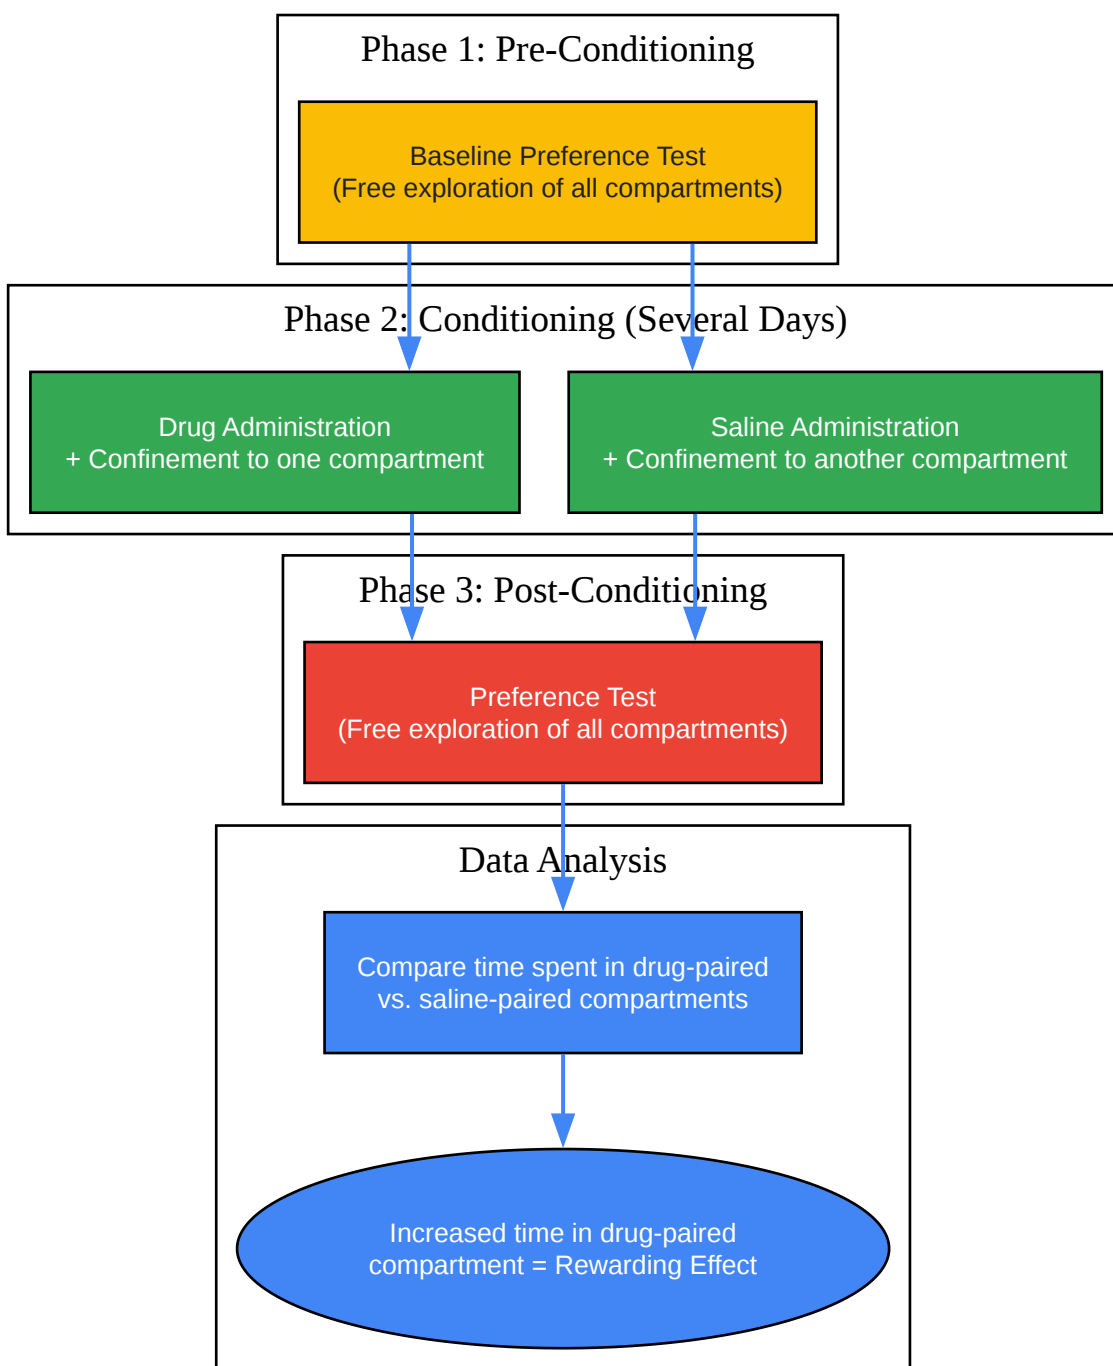 Phase 1: Pre-Conditioning
Baseline Preference Test
(Free exploration of all compartments)
Phase 2: Conditioning (Several Days)
Drug Administration
+ Confinement to one compartment
Saline Administration
+ Confinement to another compartment
Phase 3: Post-Conditioning
Preference Test
(Free exploration of all compartments)
Data Analysis
Compare time spent in drug-paired
vs. saline-paired compartments
Increased time in drug-paired
compartment = Rewarding Effect